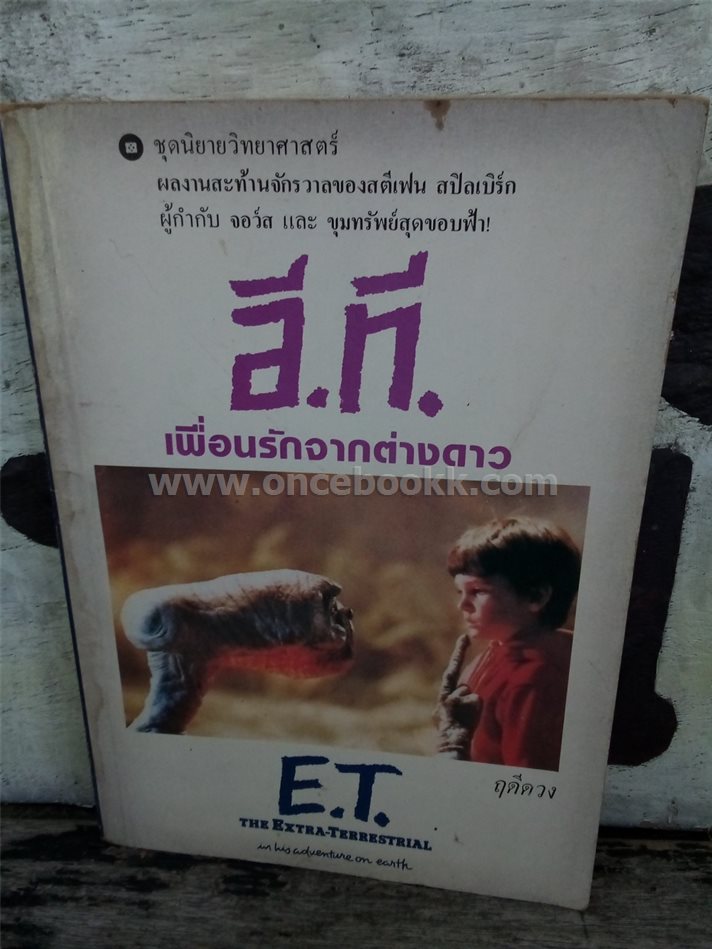 ชุดนิยายวิทยาศาสตร์
ผลงานสะท้านจักรวาลของสตีเฟน สปิลเบิร์ก
ผู้กำกับ จอว์ส และ ขุมทรัพย์สุดขอบฟ้า!
อี.ที.
เพื่อนรักจากต่างดาว
www.oncebookk.com
ฤดีดวง
E.T.
THE EXTRA-TERRESTRIAL
in his adventure on earth